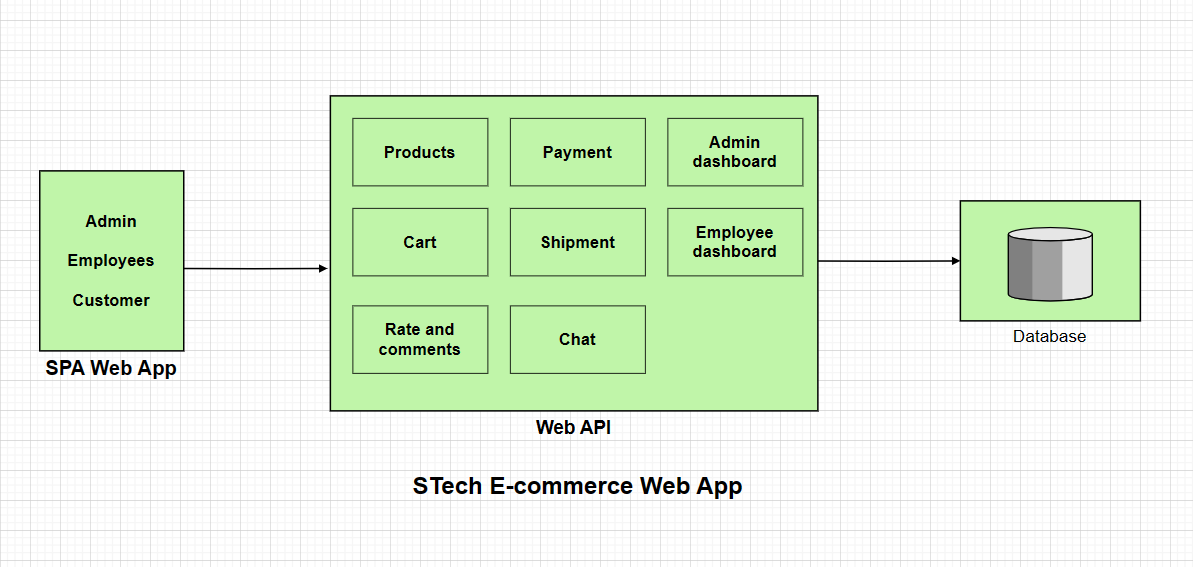 Admin
Employees
Customer
SPA Web App
Products
Payment
Admin
dashboard
Cart
Shipment
Employee
dashboard
Rate and
comments
Chat
Web API
Database
STech E-commerce Web App